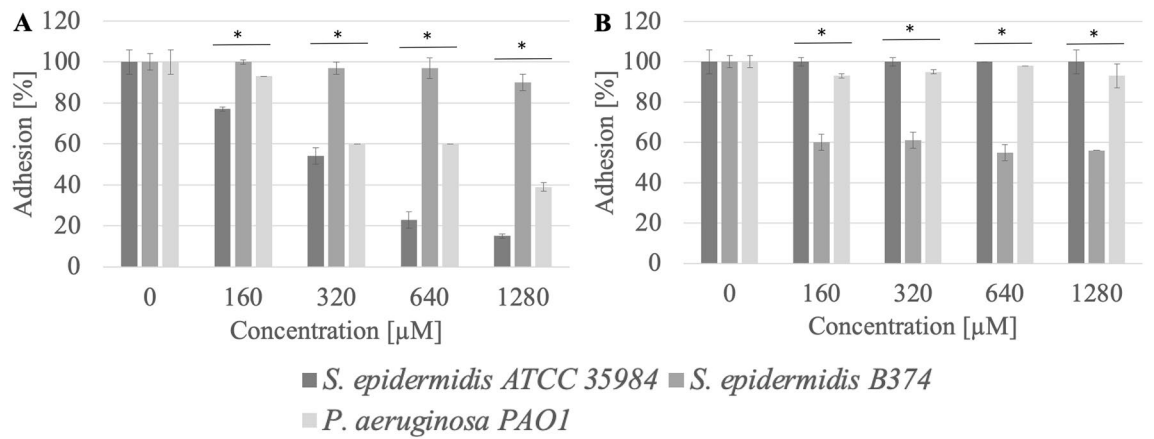 A
120
100
80
60
40
20
0
Adhesion [%]
* * * *
0 160 320 640 1280
Concentration [µM]
B
120
100
80
60
40
20
0
Adhesion [%]
* * * *
0 160 320 640 1280
Concentration [µM]
S. epidermidis ATCC 35984 S. epidermidis B374
P. aeruginosa PAO1